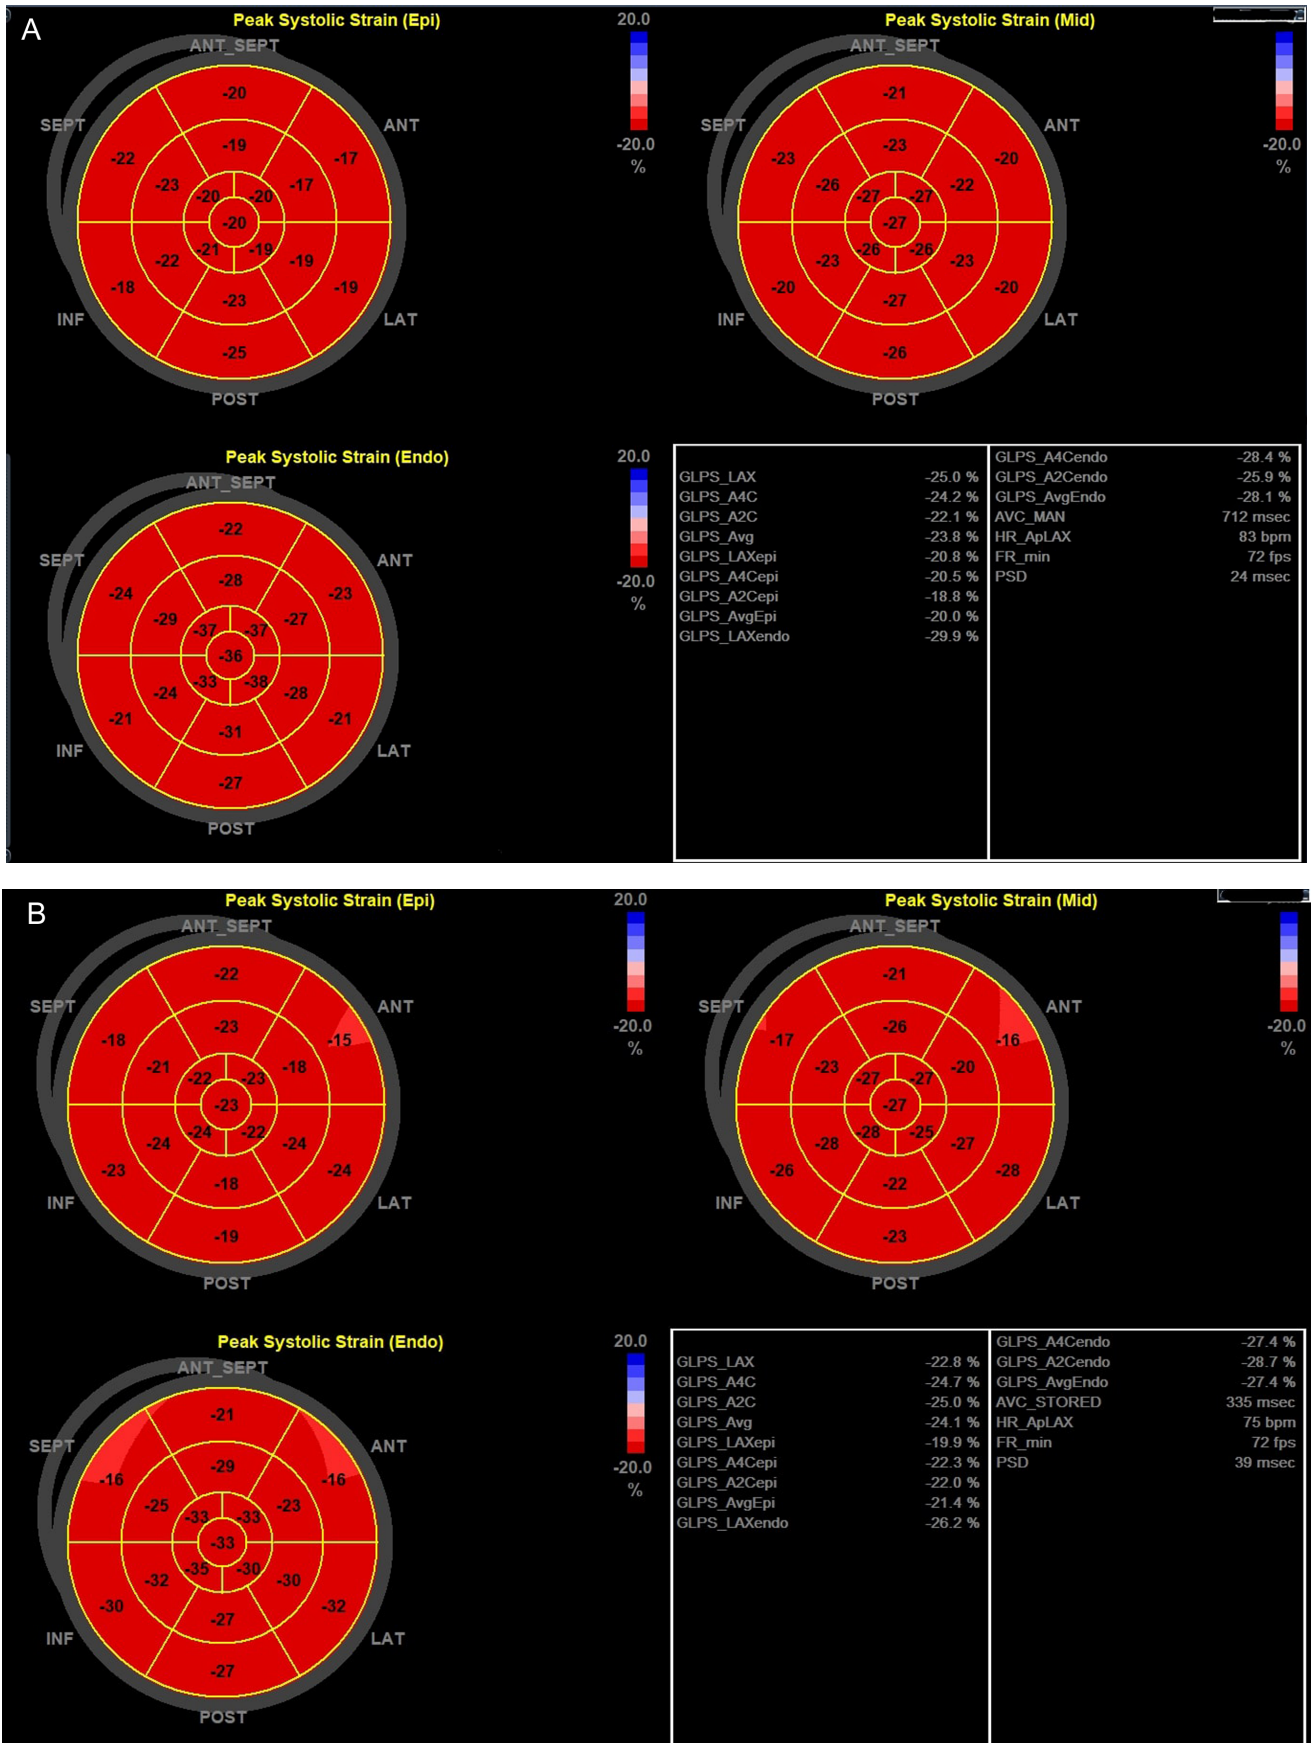 A
Peak Systolic Strain (Epi)
20.0
-20.0
%
ANT_SEPT
SEPT
ANT
INF
LAT
POST
-20
-22
-17
-19
-23
-17
-20
-20
-20
-21
-19
-22
-19
-18
-19
-23
-25
Peak Systolic Strain (Mid)
-20.0
%
ANT_SEPT
SEPT
ANT
INF
LAT
POST
-21
-23
-20
-23
-26
-22
-27
-27
-27
-26
-26
-23
-23
-20
-20
-27
-26
Peak Systolic Strain (Endo)
20.0
-20.0
%
ANT_SEPT
SEPT
ANT
INF
LAT
POST
-22
-24
-23
-28
-29
-27
-37
-37
-36
-33
-38
-24
-28
-21
-21
-31
-27
GLPS_LAX -25.0 %
GLPS_A4C -24.2 %
GLPS_A2C -22.1 %
GLPS_Avg -23.8 %
GLPS_LAXepi -20.8 %
GLPS_A4Cepi -20.5 %
GLPS_A2Cepi -18.8 %
GLPS_AvgEpi -20.0 %
GLPS_LAXendo -29.9 %
GLPS_A4Cendo -28.4 %
GLPS_A2Cendo -25.9 %
GLPS_AvgEndo -28.1 %
AVC_MAN 712 msec
HR_ApLAX 83 bpm
FR_min 72 fps
PSD 24 msec
B
Peak Systolic Strain (Epi)
20.0
-20.0
%
ANT_SEPT
SEPT
ANT
INF
LAT
POST
-22
-18
-15
-23
-21
-18
-22
-23
-23
-24
-22
-24
-24
-23
-24
-18
-19
Peak Systolic Strain (Mid)
-20.0
%
ANT_SEPT
SEPT
ANT
INF
LAT
POST
-21
-17
-16
-26
-23
-20
-27
-27
-27
-28
-25
-28
-27
-26
-28
-22
-23
Peak Systolic Strain (Endo)
20.0
-20.0
%
ANT_SEPT
SEPT
ANT
INF
LAT
POST
-21
-16
-16
-29
-25
-23
-33
-33
-33
-35
-30
-32
-30
-30
-32
-27
-27
GLPS_LAX -22.8 %
GLPS_A4C -24.7 %
GLPS_A2C -25.0 %
GLPS_Avg -24.1 %
GLPS_LAXepi -19.9 %
GLPS_A4Cepi -22.3 %
GLPS_A2Cepi -22.0 %
GLPS_AvgEpi -21.4 %
GLPS_LAXendo -26.2 %
GLPS_A4Cendo -27.4 %
GLPS_A2Cendo -28.7 %
GLPS_AvgEndo -27.4 %
AVC_STORED 335 msec
HR_ApLAX 75 bpm
FR_min 72 fps
PSD 39 msec